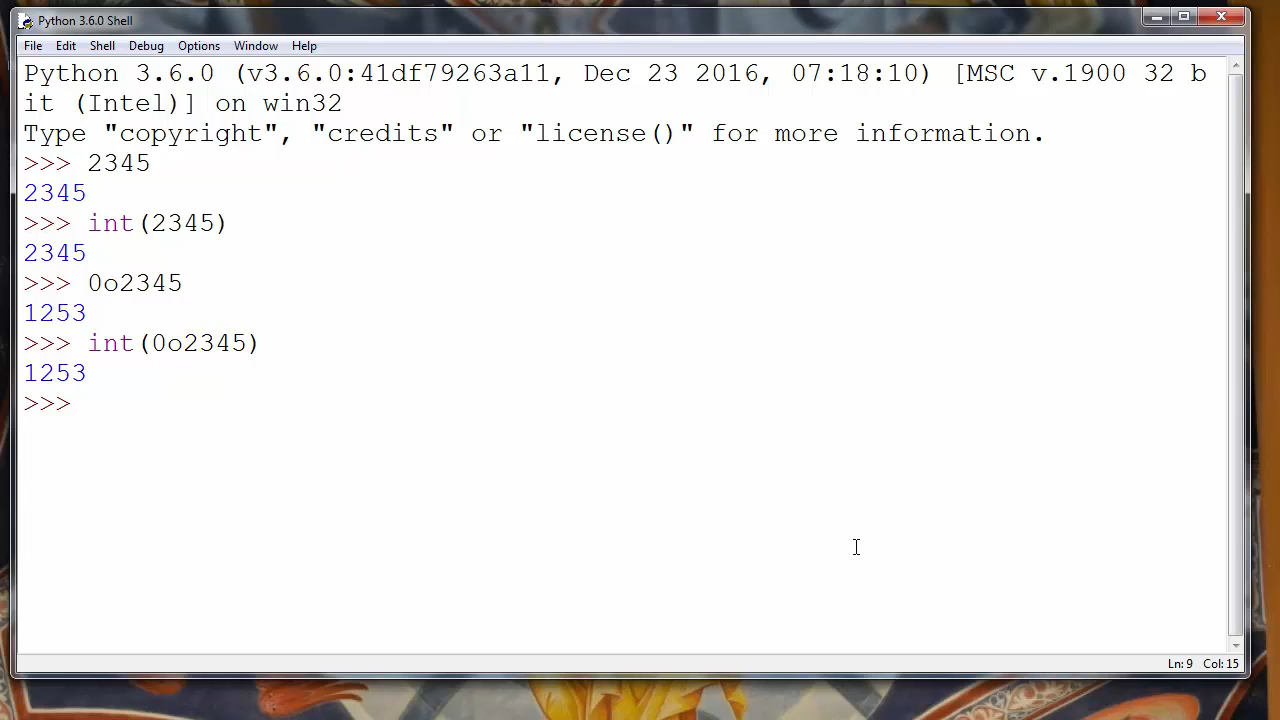 Python 3.6.0 Shell
File Edit Shell Debug Options Window Help
Python 3.6.0 (v3.6.0:41df79263a11, Dec 23 2016, 07:18:10) [MSC v.1900 32 b
it (Intel)] on win32
Type "copyright", "credits" or "license()" for more information.
>>> 2345
2345
>>> int(2345)
2345
>>> 0o2345
1253
>>> int(0o2345)
1253
>>>
Ln: 9 Col: 15